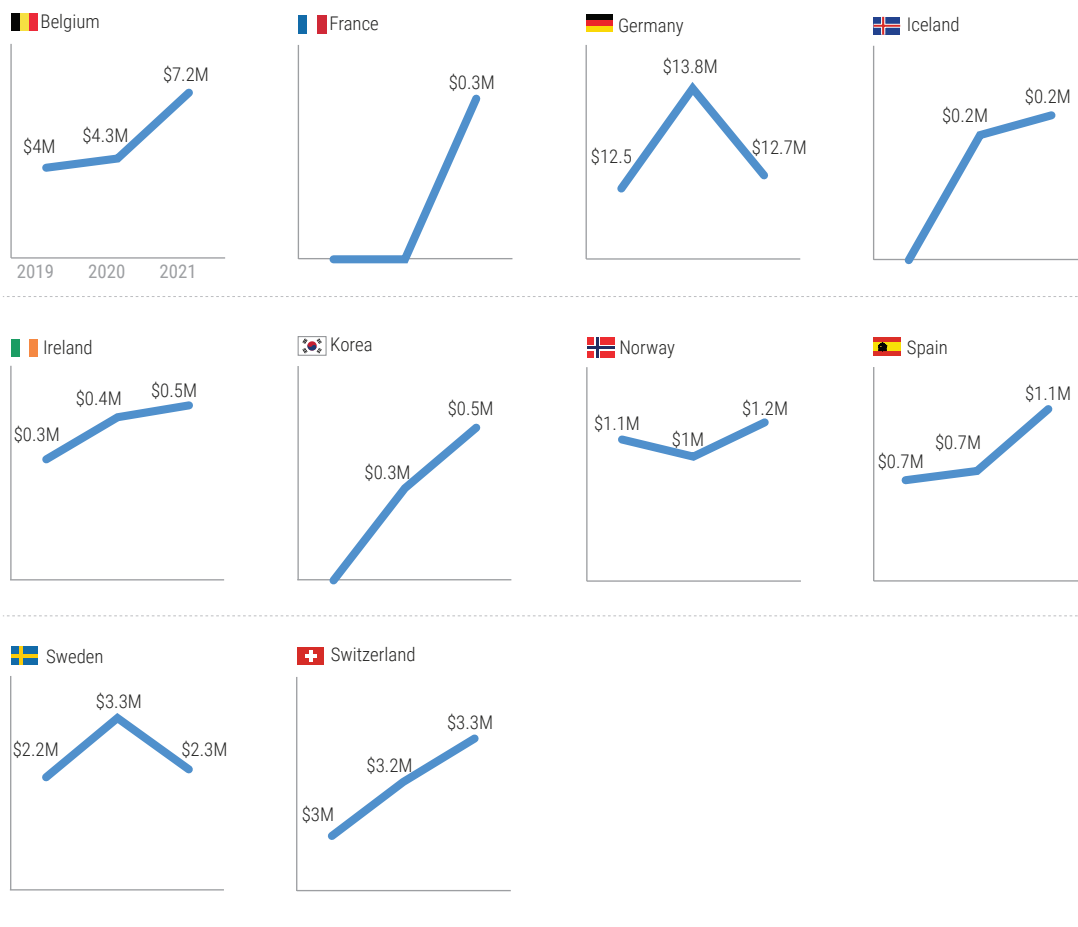 Belgium
$4M
$4.3M
$7.2M
2019 2020 2021
France
$0.3M
Germany
$12.5
$13.8M
$12.7M
Iceland
$0.2M
$0.2M
Ireland
$0.3M
$0.4M
$0.5M
Korea
$0.3M
$0.5M
Norway
$1.1M
$1M
$1.2M
Spain
$0.7M
$0.7M
$1.1M
Sweden
$2.2M
$3.3M
$2.3M
Switzerland
$3M
$3.2M
$3.3M